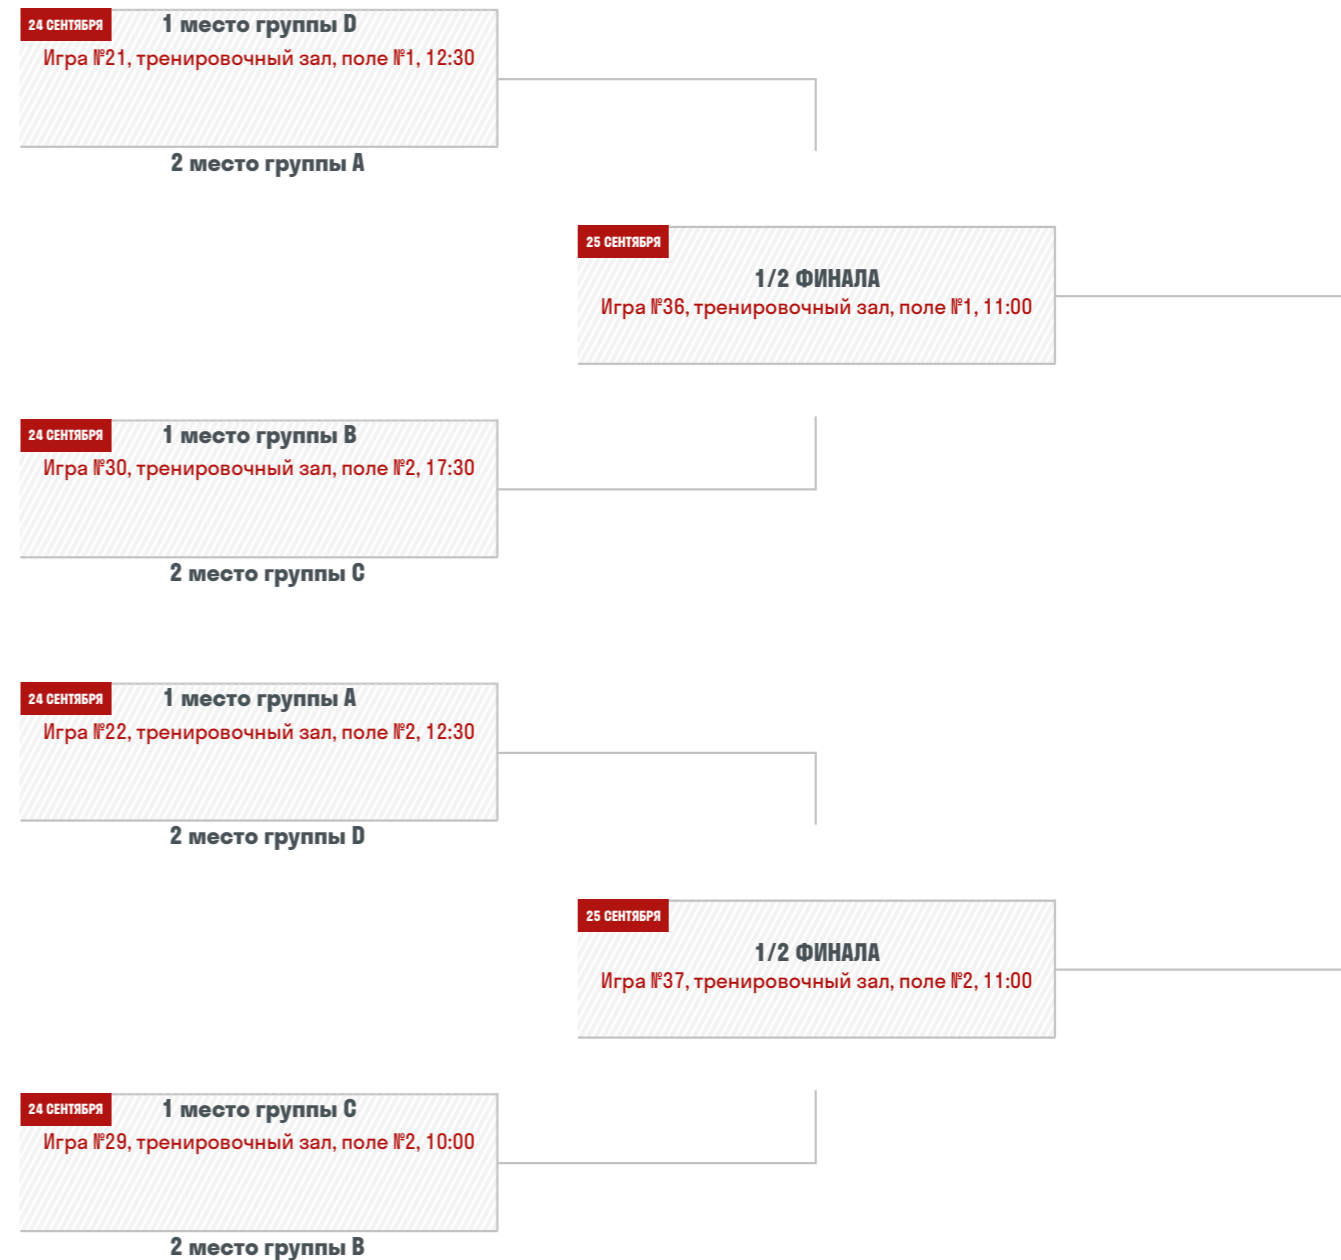 24 СЕНТЯБРЯ
1 место группы D
Игра №21, тренировочный зал, поле №1, 12:30
2 место группы A
25 СЕНТЯБРЯ
1/2 ФИНАЛА
Игра №36, тренировочный зал, поле №1, 11:00
24 СЕНТЯБРЯ
1 место группы B
Игра №30, тренировочный зал, поле №2, 17:30
2 место группы C
24 СЕНТЯБРЯ
1 место группы A
Игра №22, тренировочный зал, поле №2, 12:30
2 место группы D
25 СЕНТЯБРЯ
1/2 ФИНАЛА
Игра №37, тренировочный зал, поле №2, 11:00
24 СЕНТЯБРЯ
1 место группы C
Игра №29, тренировочный зал, поле №2, 10:00
2 место группы B